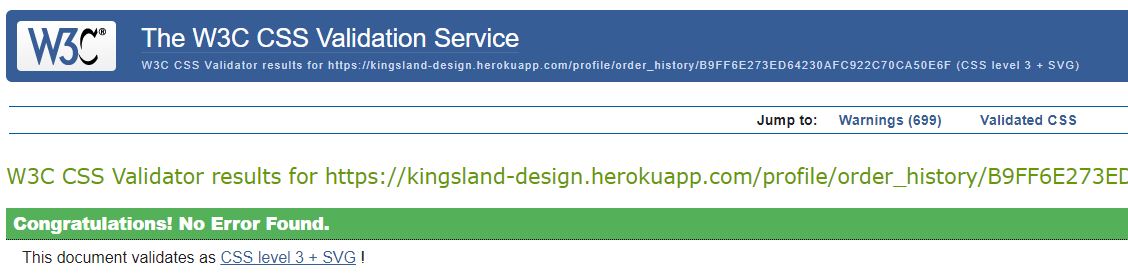 W3C®
The W3C CSS Validation Service
W3C CSS Validator results for https://kingsland-design.herokuapp.com/profile/order_history/B9FF6E273ED64230AFC922C70CA50E6F (CSS level 3 + SVG)
Jump to: Warnings (699) Validated CSS
W3C CSS Validator results for https://kingsland-design.herokuapp.com/profile/order_history/B9FF6E273ED
Congratulations! No Error Found.
This document validates as CSS level 3 + SVG !